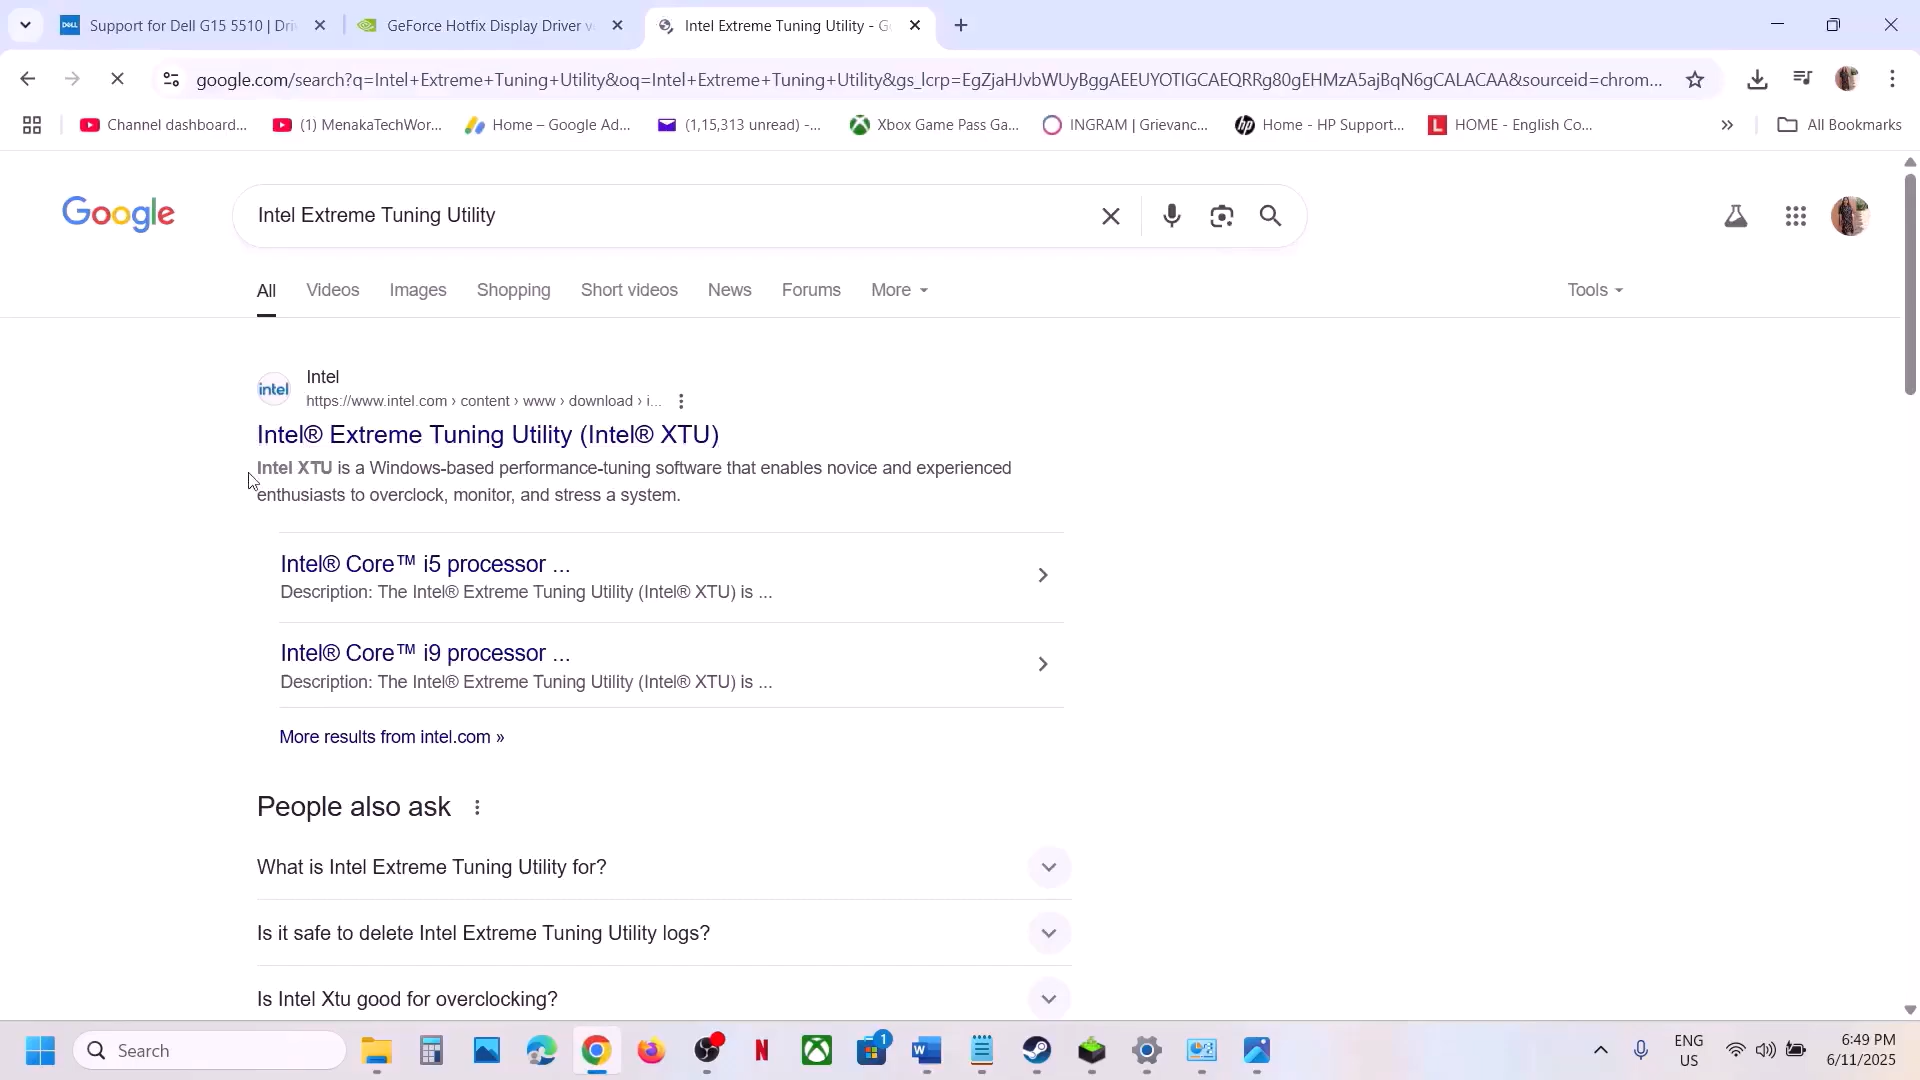 DELL
Support for Dell G15 5510 | Dri
GeForce Hotfix Display Driver v
Intel Extreme Tuning Utility - G
google.com/search?q=Intel+Extreme+Tuning+Utility&oq=Intel+Extreme+Tuning+Utility&gs_lcrp=EgZjaHJvbWUyBggAEEUYOTIGCAEQRRg80gEHMzA5ajBqN6gCALACAA&sourceid=chrom...
Channel dashboard...
(1) MenakaTechWor...
Home – Google Ad...
(1,15,313 unread) -...
Xbox Game Pass Ga...
INGRAM | Grievanc...
Home - HP Support...
L
HOME - English Co...
All Bookmarks
Google
Intel Extreme Tuning Utility
All
Videos
Images
Shopping
Short videos
News
Forums
More
Tools
intel
Intel
https://www.intel.com › content › www › download › i...
Intel® Extreme Tuning Utility (Intel® XTU)
Intel XTU is a Windows-based performance-tuning software that enables novice and experienced
enthusiasts to overclock, monitor, and stress a system.
Intel® Core™ i5 processor ...
Description: The Intel® Extreme Tuning Utility (Intel® XTU) is ...
Intel® Core™ i9 processor ...
Description: The Intel® Extreme Tuning Utility (Intel® XTU) is ...
More results from intel.com »
People also ask
What is Intel Extreme Tuning Utility for?
Is it safe to delete Intel Extreme Tuning Utility logs?
Is Intel Xtu good for overclocking?
Search
N
1
W
ENG
US
6:49 PM
6/11/2025